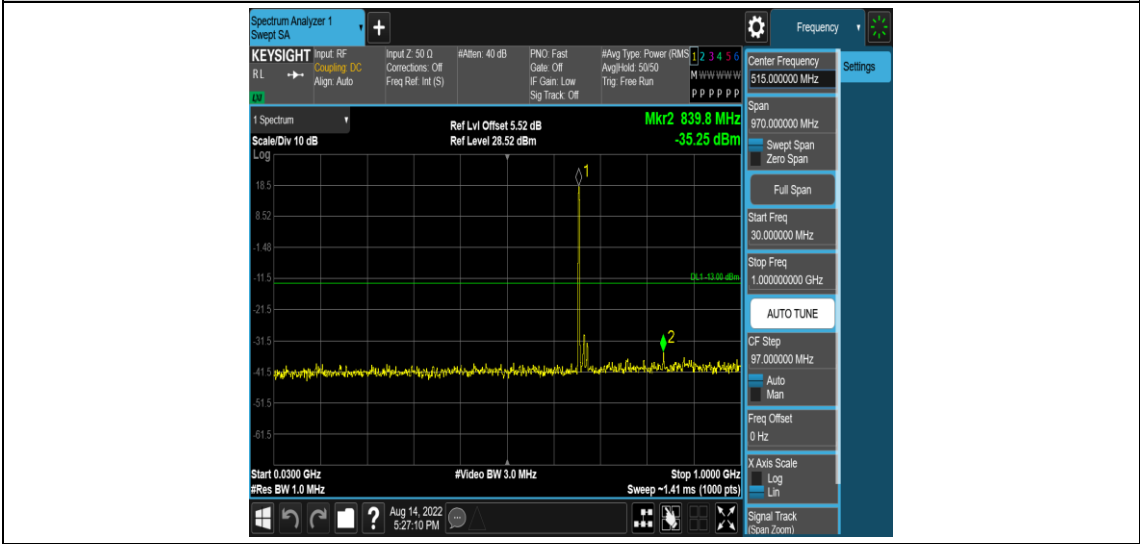 Spectrum Analyzer 1
Swept SA
+
Frequency
KEYSIGHT
RL
Input: RF
Coupling: DC
Align: Auto
Input Z: 50 Ω
Corrections: Off
Freq Ref: Int (S)
#Atten: 40 dB
PNO: Fast
Gate: Off
IF Gain: Low
Sig Track: Off
#Avg Type: Power (RMS
Avg|Hold: 50/50
Trig: Free Run
1 2 3 4 5 6
M W W W W W
P P P P P P
1 Spectrum
Scale/Div 10 dB
Log
Ref Lvl Offset 5.52 dB
Ref Level 28.52 dBm
Mkr2 839.8 MHz
-35.25 dBm
18.5
8.52
-1.48
-11.5
-21.5
-31.5
-41.5
-51.5
-61.5
1
DL1 -13.00 dBm
2
Start 0.0300 GHz
#Res BW 1.0 MHz
#Video BW 3.0 MHz
Stop 1.0000 GHz
Sweep ~1.41 ms (1000 pts)
Center Frequency
515.000000 MHz
Settings
Span
970.000000 MHz
Swept Span
Zero Span
Full Span
Start Freq
30.000000 MHz
Stop Freq
1.000000000 GHz
AUTO TUNE
CF Step
97.000000 MHz
Auto
Man
Freq Offset
0 Hz
X Axis Scale
Log
Lin
Signal Track
(Span Zoom)
?
Aug 14, 2022
5:27:10 PM